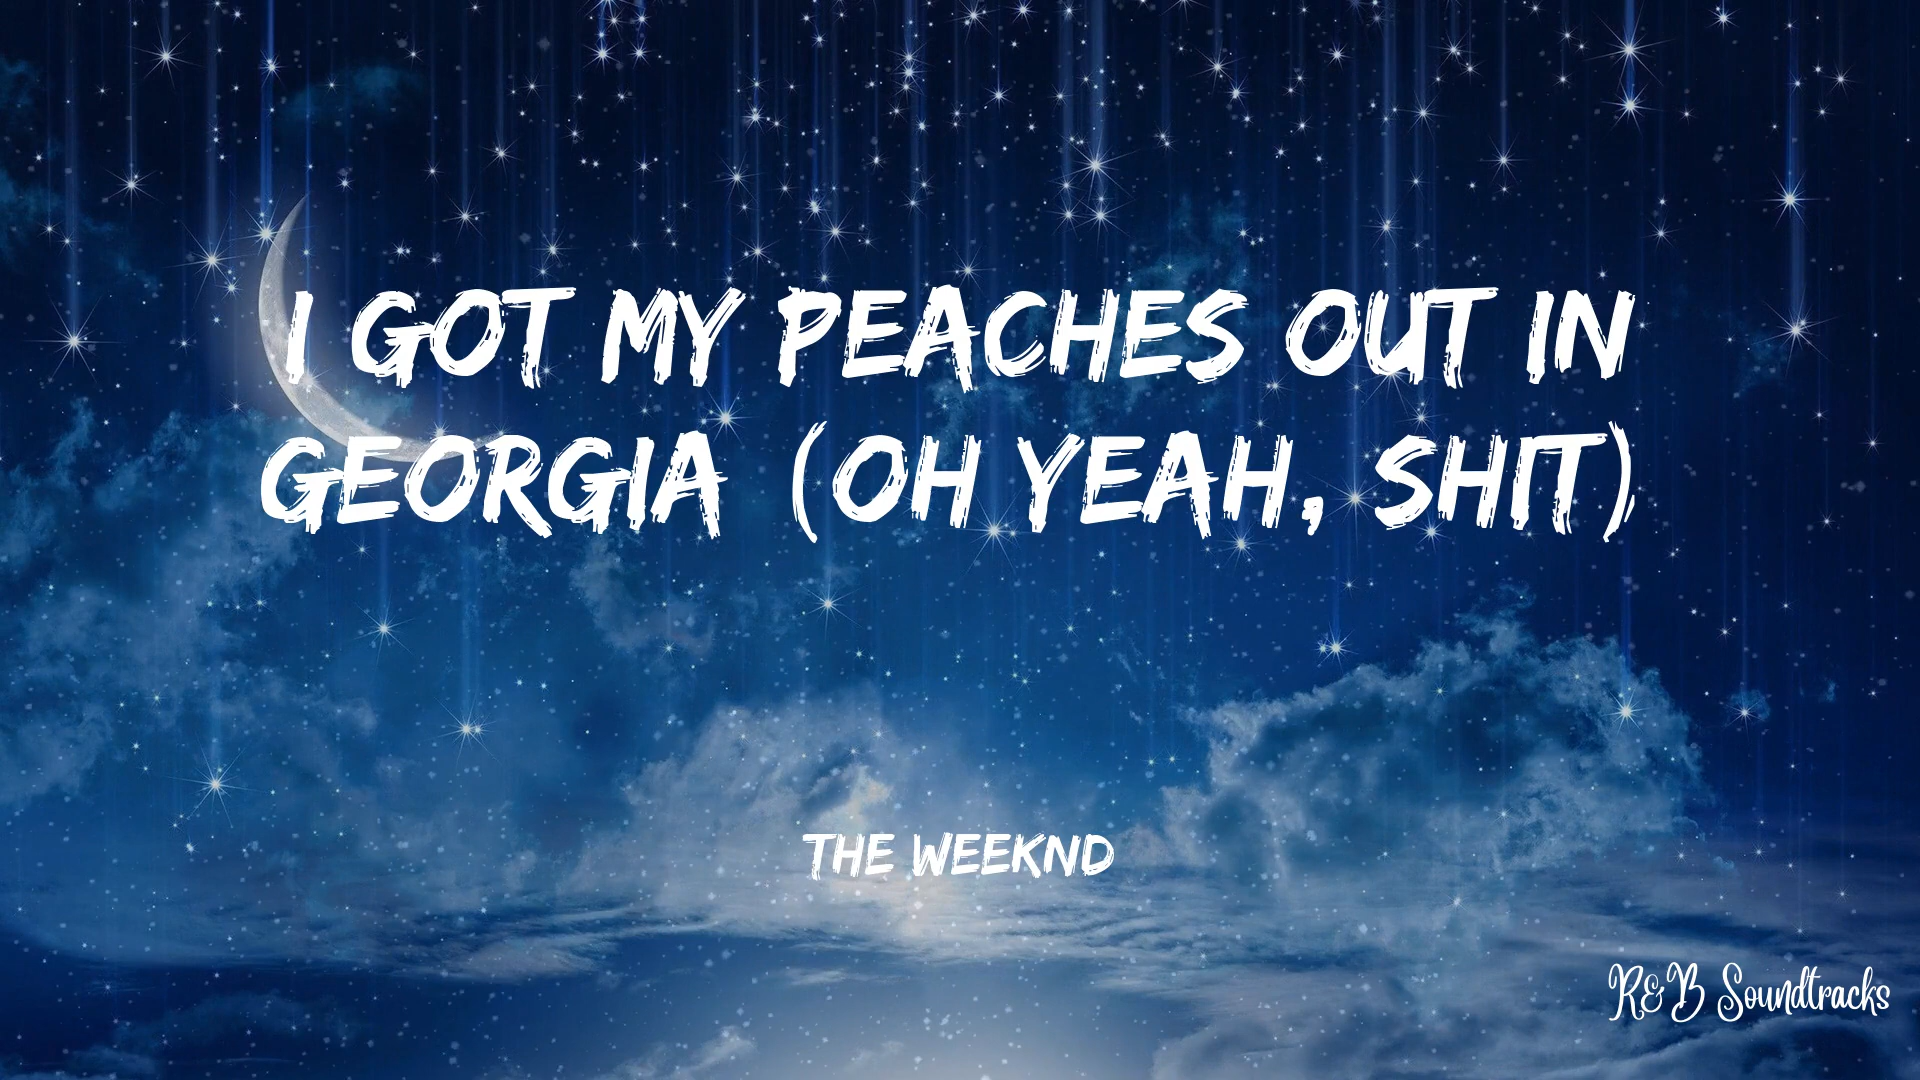 I GOT MY PEACHES OUT IN
GEORGIA (OH YEAH, SHIT)
THE WEEKND
R&B Soundtracks